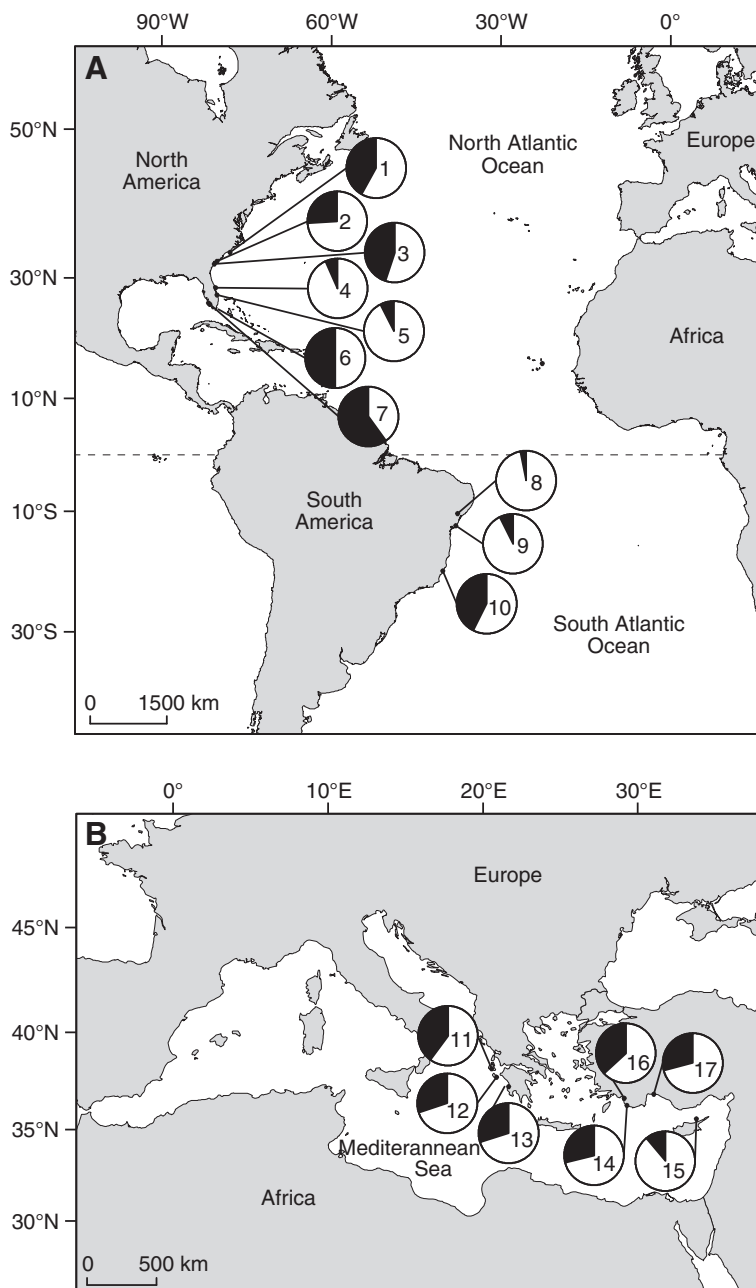 90°W 60°W 30°W 0°
A
50°N
30°N
10°N
10°S
30°S
North
America
North Atlantic
Ocean
Europe
1
2
3
4
5
6
7
Africa
South
America
8
9
10
South Atlantic
Ocean
0 1500 km
0° 10°E 20°E 30°E
B
45°N
40°N
35°N
30°N
Europe
11
16
17
12
13
14
15
Mediterannean
Sea
Africa
0 500 km